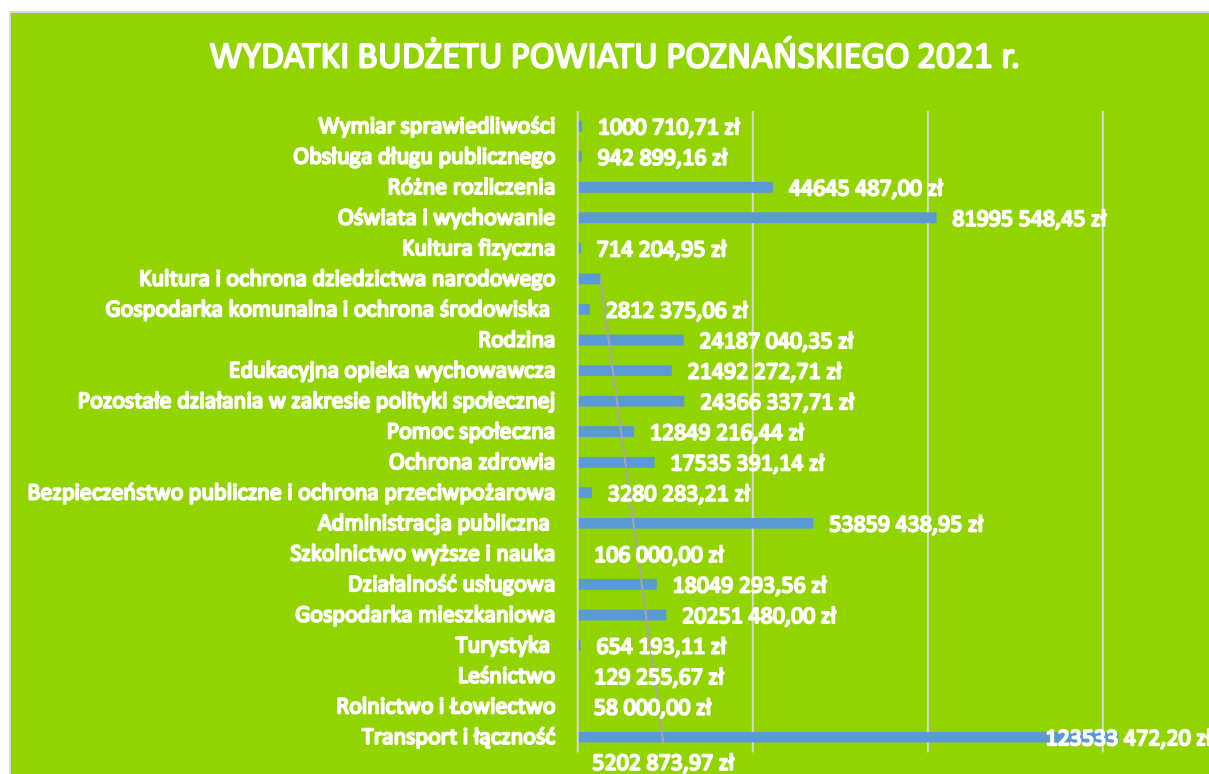 WYDATKI BUDŻETU POWIATU POZNAŃSKIEGO 2021 r.
Wymiar sprawiedliwości 1000 710,71 zł
Obsługa długu publicznego 942 899,16 zł
Różne rozliczenia 44645 487,00 zł
Oświata i wychowanie 81995 548,45 zł
Kultura fizyczna 714 204,95 zł
Kultura i ochrona dziedzictwa narodowego
Gospodarka komunalna i ochrona środowiska 2812 375,06 zł
Rodzina 24187 040,35 zł
Edukacyjna opieka wychowawcza 21492 272,71 zł
Pozostałe działania w zakresie polityki społecznej 24366 337,71 zł
Pomoc społeczna 12849 216,44 zł
Ochrona zdrowia 17535 391,14 zł
Bezpieczeństwo publiczne i ochrona przeciwpożarowa 3280 283,21 zł
Administracja publiczna 53859 438,95 zł
Szkolnictwo wyższe i nauka 106 000,00 zł
Działalność usługowa 18049 293,56 zł
Gospodarka mieszkaniowa 20251 480,00 zł
Turystyka 654 193,11 zł
Leśnictwo 129 255,67 zł
Rolnictwo i Łowiectwo 58 000,00 zł
Transport i łączność 123533 472,20 zł
5202 873,97 zł